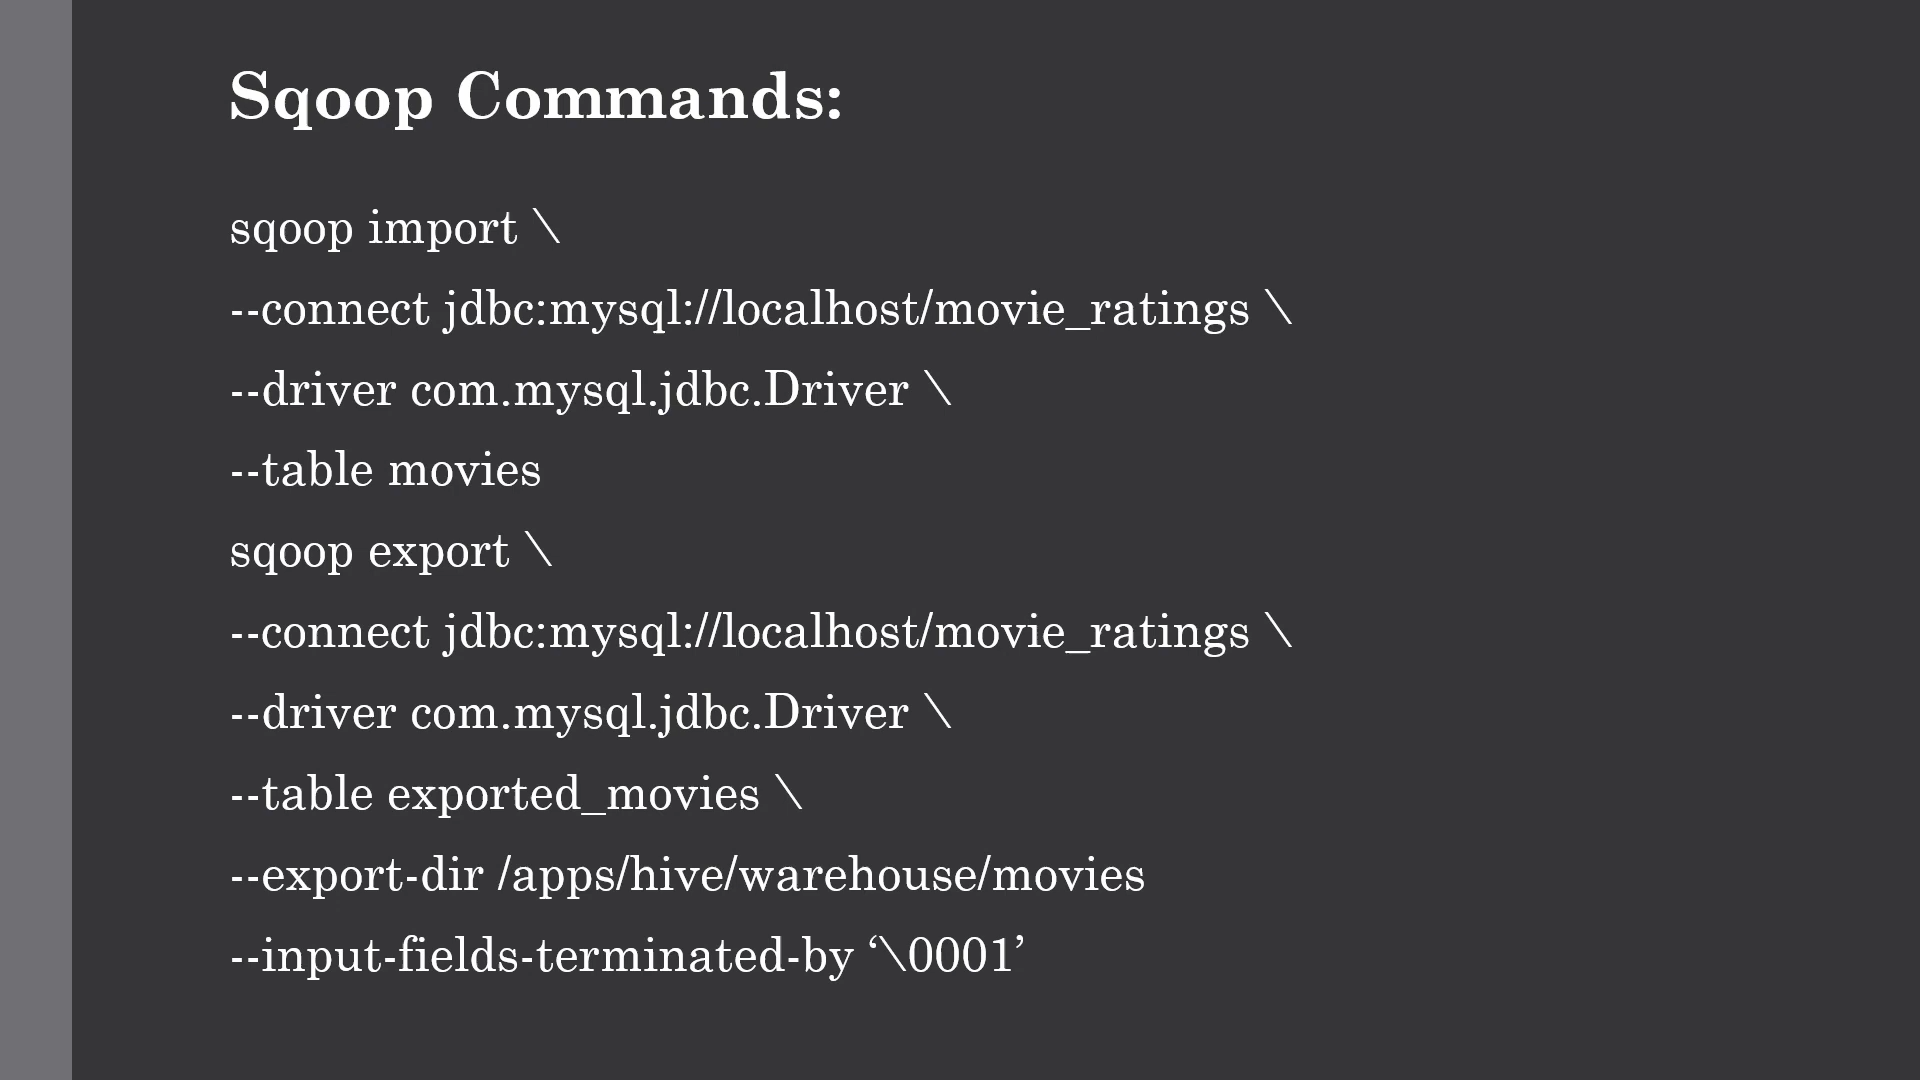 Sqoop Commands:
sqoop import \
--connect jdbc:mysql://localhost/movie_ratings \
--driver com.mysql.jdbc.Driver \
--table movies
sqoop export \
--connect jdbc:mysql://localhost/movie_ratings \
--driver com.mysql.jdbc.Driver \
--table exported_movies \
--export-dir /apps/hive/warehouse/movies
--input-fields-terminated-by ‘\0001’